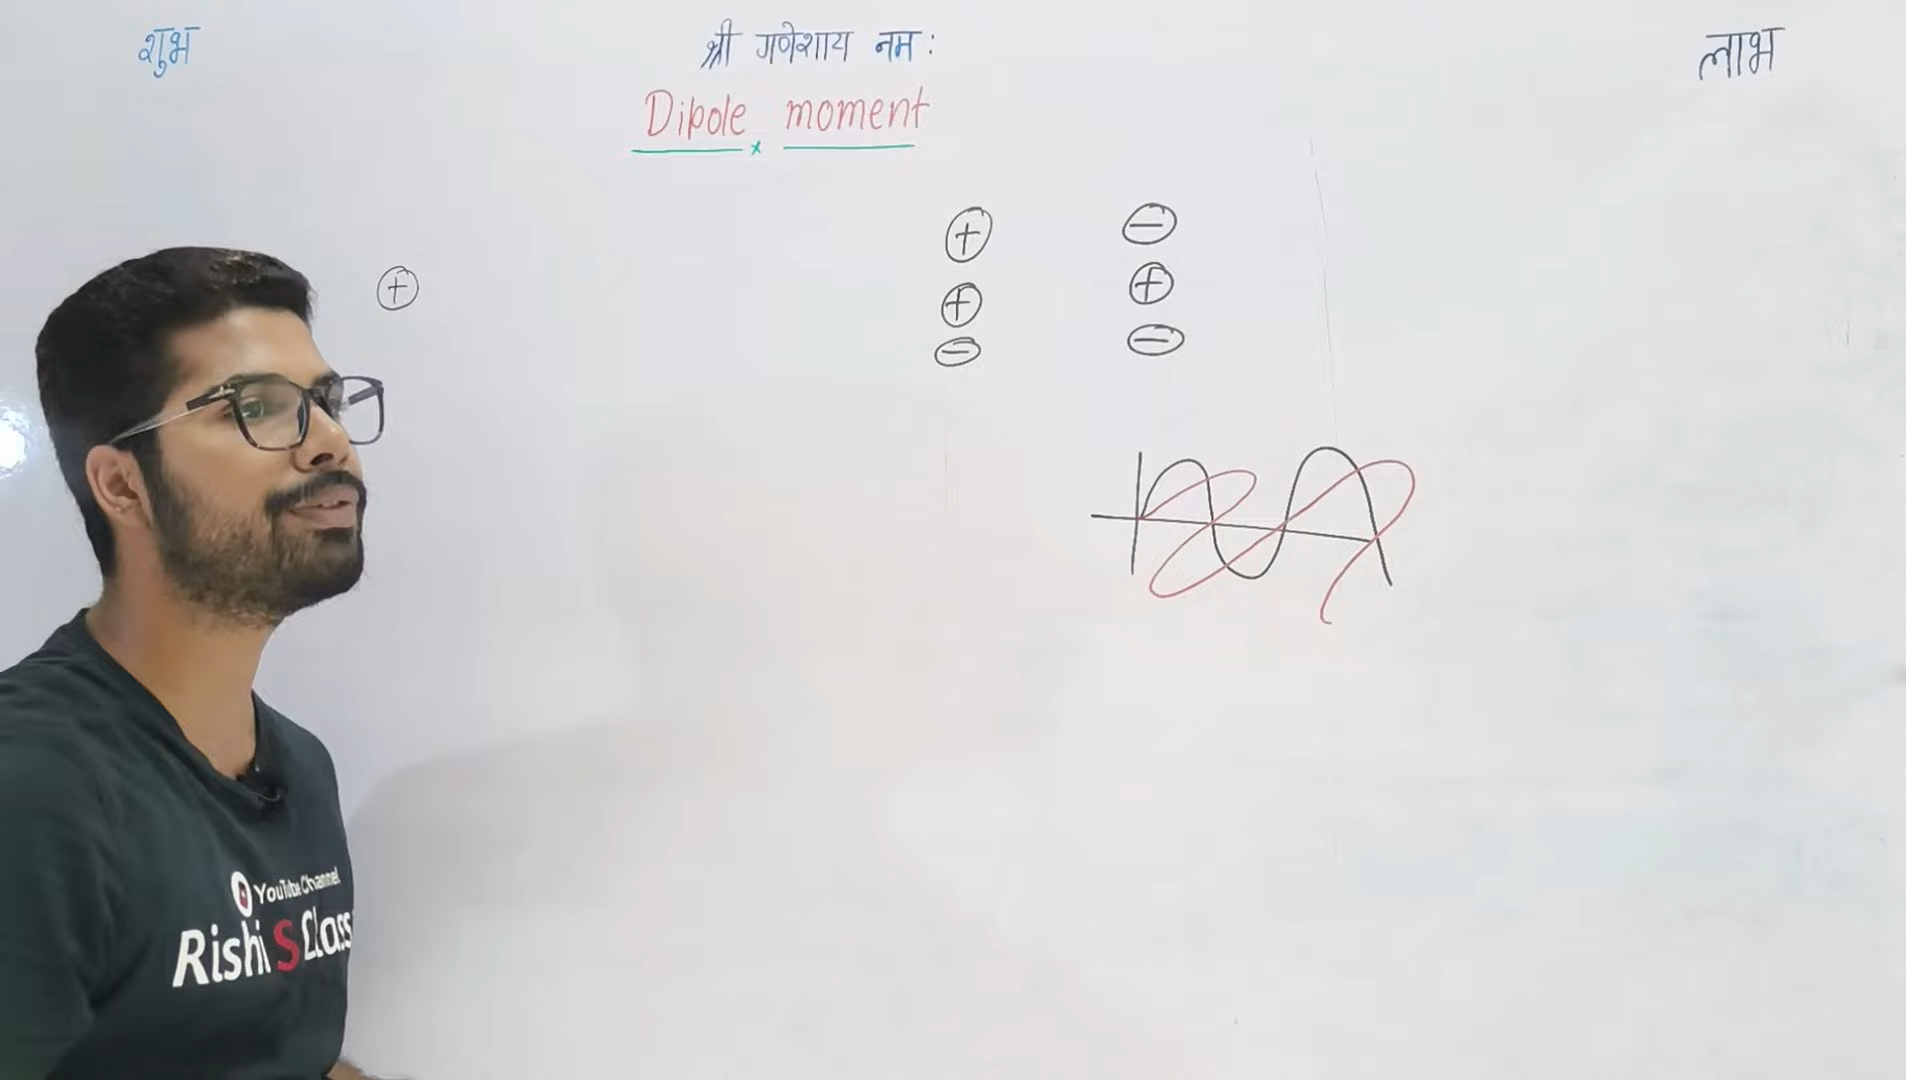 शुभ श्री गणेशाय नम: लाभ
Dipole moment
+ −
+ +
− −
+
YouTube Channel
Rishi S Class